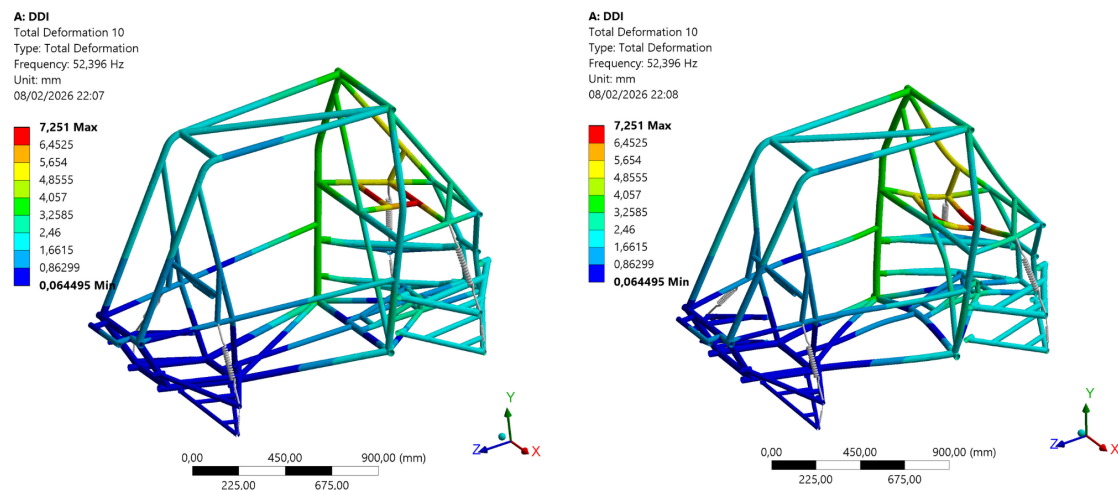 A: DDI
Total Deformation 10
Type: Total Deformation
Frequency: 52,396 Hz
Unit: mm
08/02/2026 22:07
7,251 Max
6,4525
5,654
4,8555
4,057
3,2585
2,46
1,6615
0,86299
0,064495 Min
Y
Z
X
0,00 450,00 900,00 (mm)
225,00 675,00
A: DDI
Total Deformation 10
Type: Total Deformation
Frequency: 52,396 Hz
Unit: mm
08/02/2026 22:08
7,251 Max
6,4525
5,654
4,8555
4,057
3,2585
2,46
1,6615
0,86299
0,064495 Min
Y
Z
X
0,00 450,00 900,00 (mm)
225,00 675,00